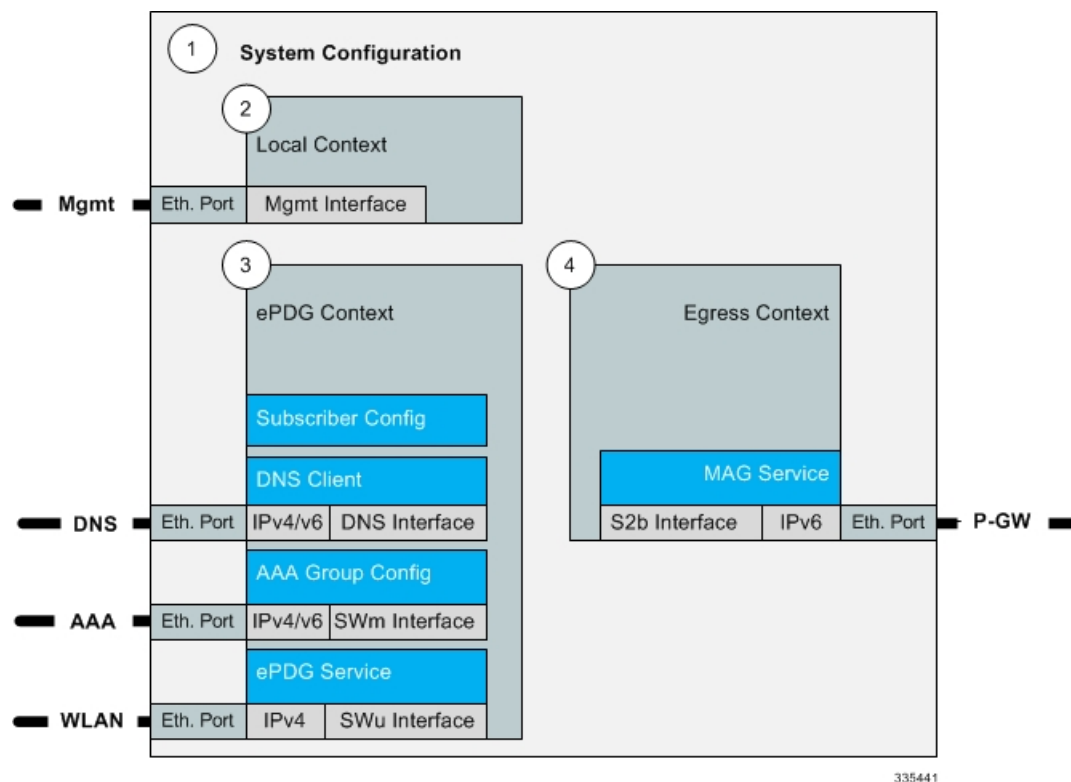 1 System Configuration
2
Local Context
Mgmt Eth. Port Mgmt Interface
3 4
ePDG Context Egress Context
Subscriber Config
DNS Client MAG Service
DNS Eth. Port IPv4/v6 DNS Interface S2b Interface IPv6 Eth. Port P-GW
AAA Group Config
AAA Eth. Port IPv4/v6 SWm Interface
ePDG Service
WLAN Eth. Port IPv4 SWu Interface
335441